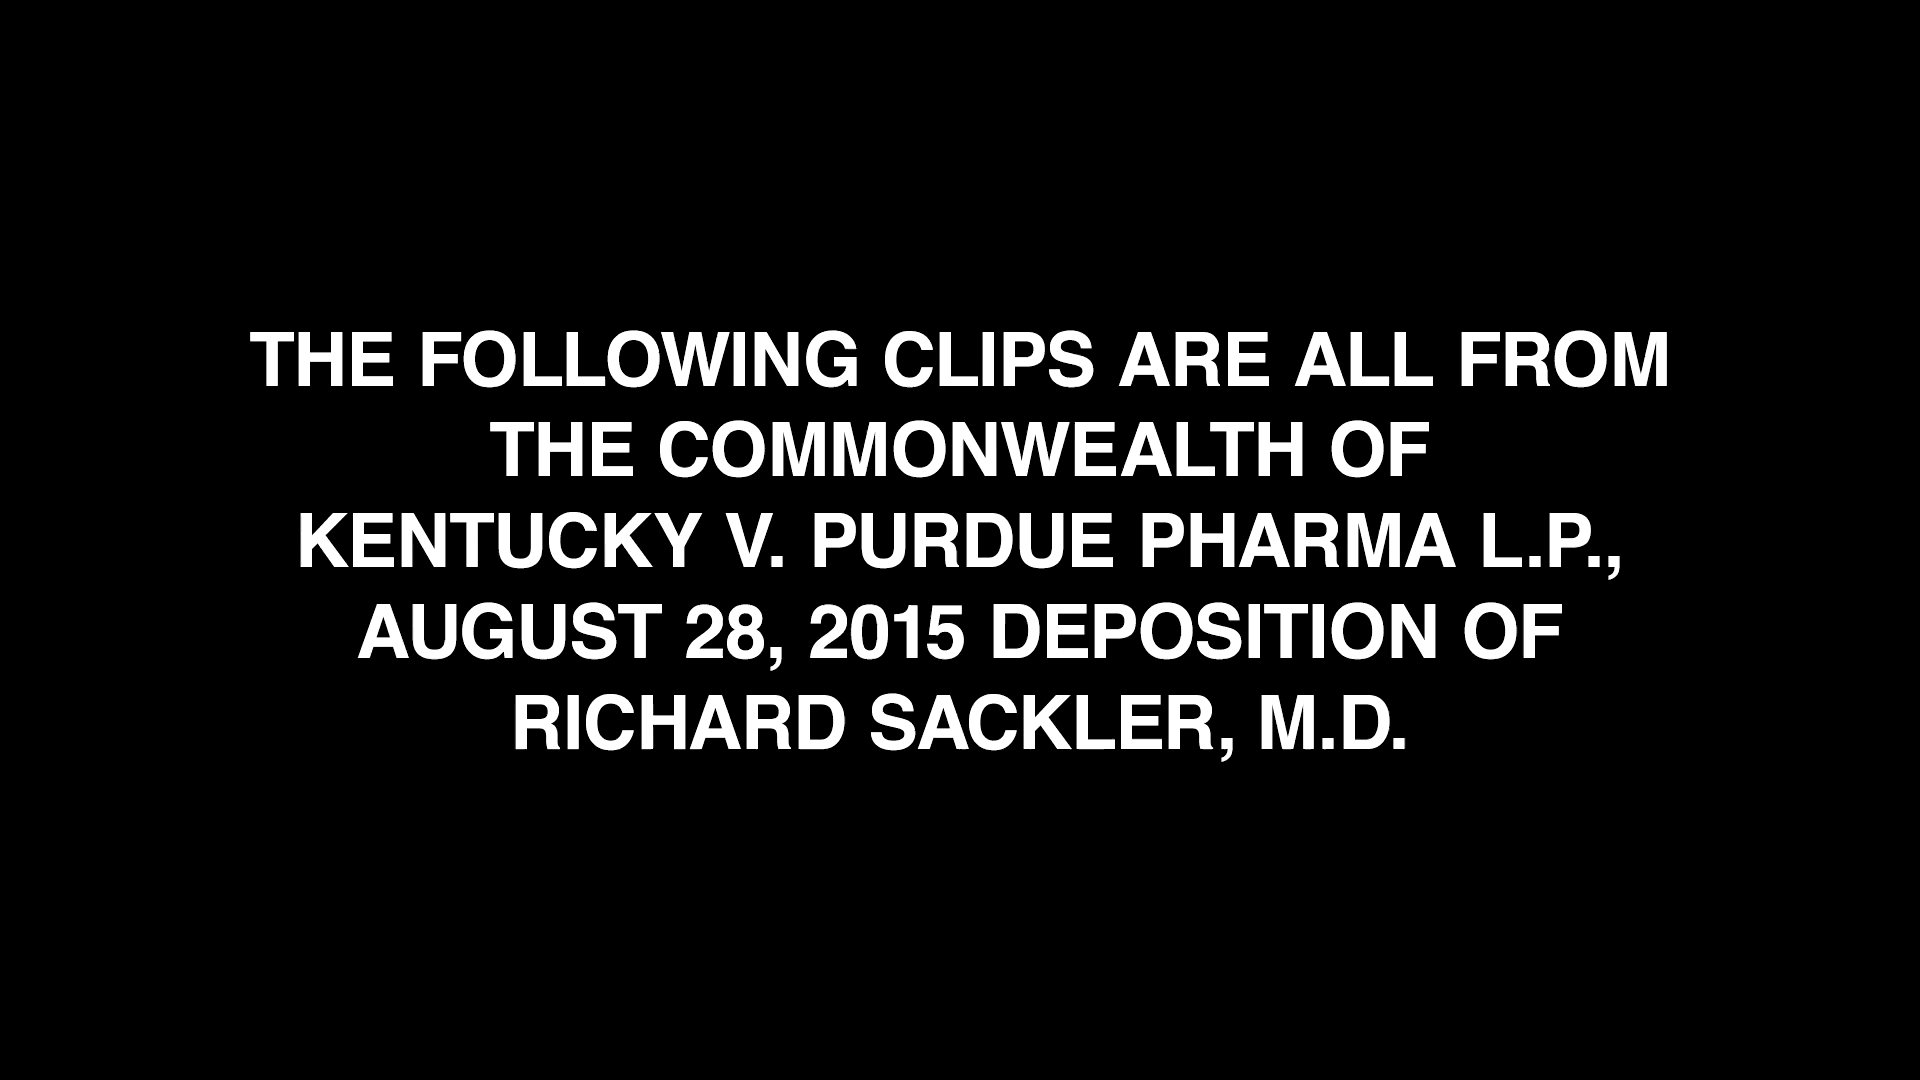 THE FOLLOWING CLIPS ARE ALL FROM
THE COMMONWEALTH OF
KENTUCKY V. PURDUE PHARMA L.P.,
AUGUST 28, 2015 DEPOSITION OF
RICHARD SACKLER, M.D.